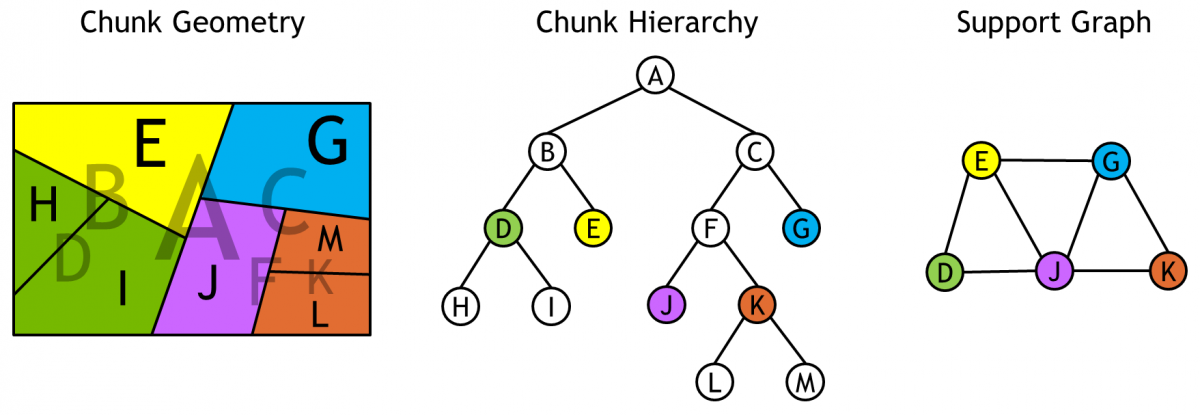 Chunk Geometry
Chunk Hierarchy
Support Graph
E
G
H
B
A
C
D
I
J
F
M
K
L
A
B
C
D
E
F
G
H
I
J
K
L
M
E
G
D
J
K